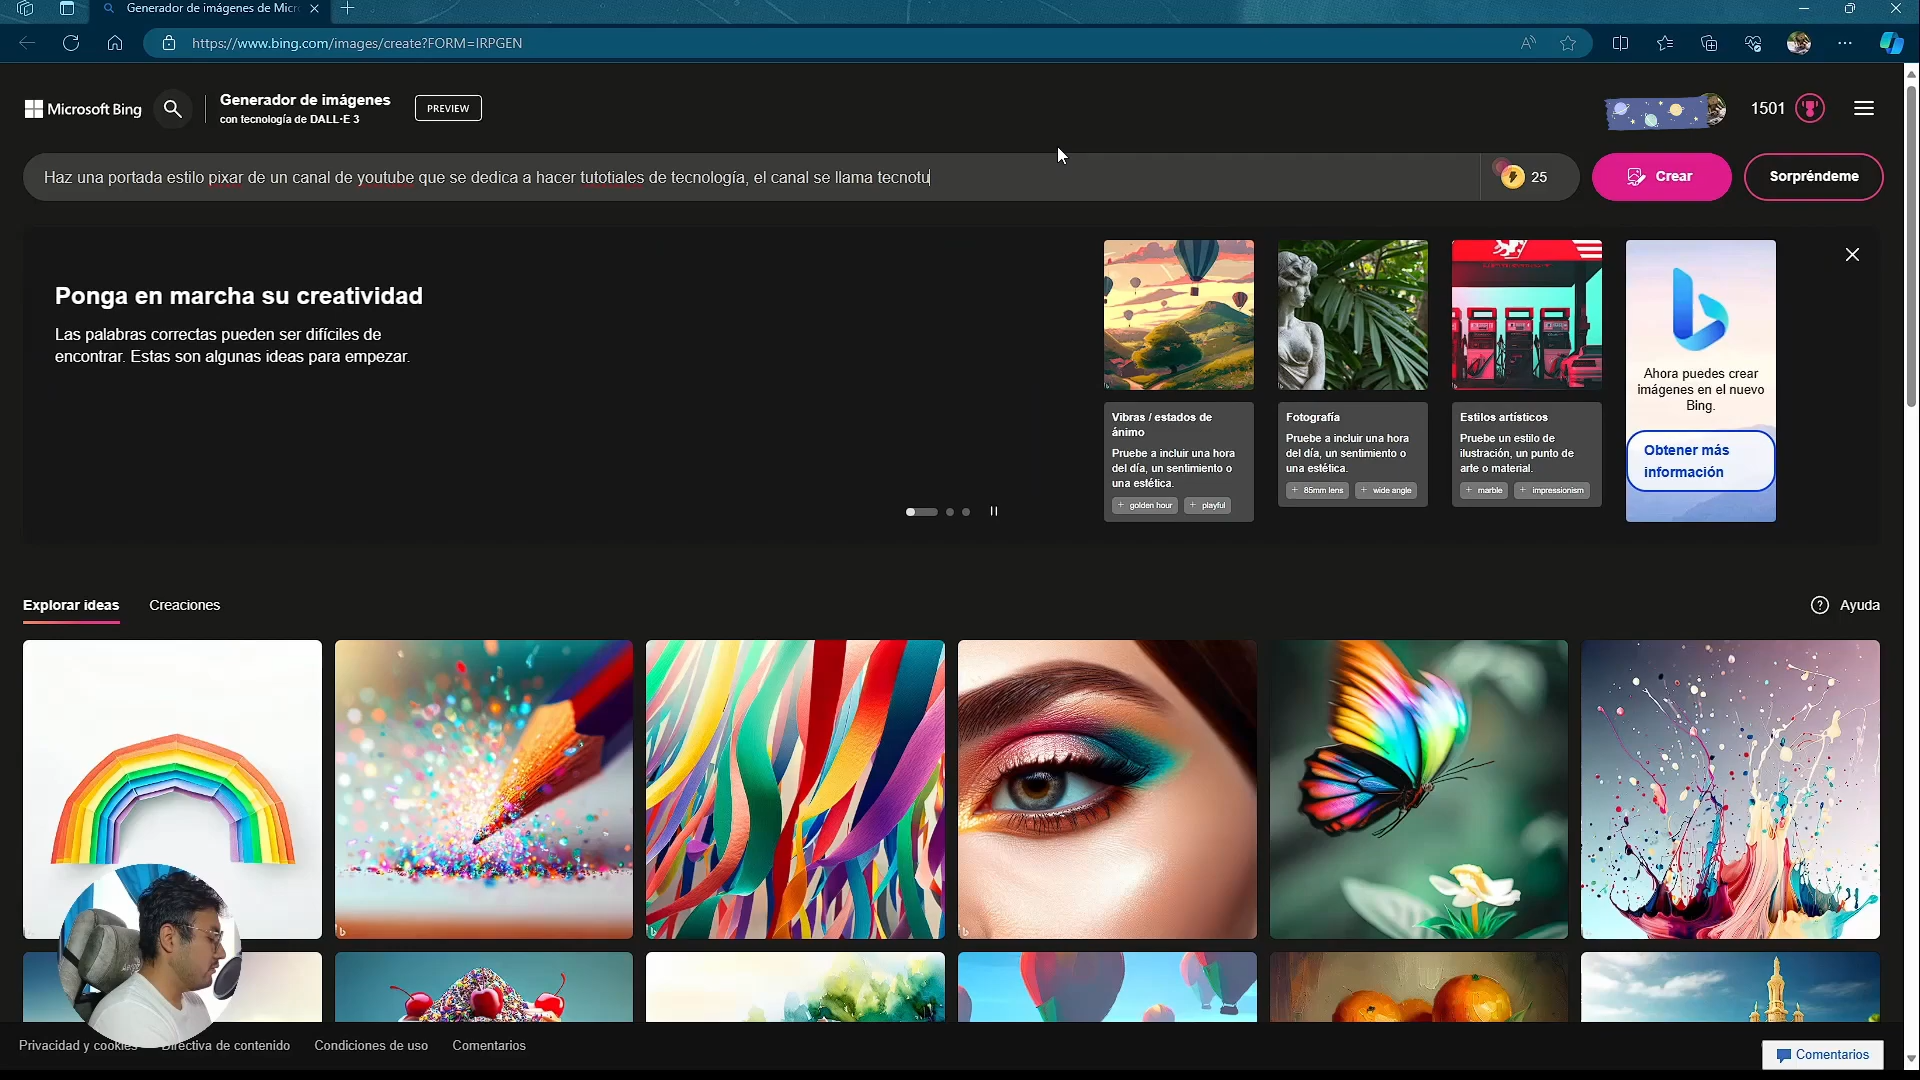 Generador de imágenes de Micr
https://www.bing.com/images/create?FORM=IRPGEN
Microsoft Bing
Generador de imágenes
con tecnología de DALL·E 3
PREVIEW
1501
Haz una portada estilo pixar de un canal de youtube que se dedica a hacer tutotiales de tecnología, el canal se llama tecnotu
25
Crear
Sorpréndeme
Ponga en marcha su creatividad
Las palabras correctas pueden ser difíciles de
encontrar. Estas son algunas ideas para empezar.
Vibras / estados de
ánimo
Pruebe a incluir una hora
del día, un sentimiento o
una estética.
+ golden hour + playful
Fotografía
Pruebe a incluir una hora
del día, un sentimiento o
una estética.
+ 85mm lens + wide angle
Estilos artísticos
Pruebe un estilo de
ilustración, un punto de
arte o material.
+ marble + impressionism
Ahora puedes crear
imágenes en el nuevo
Bing.
Obtener más
información
Explorar ideas
Creaciones
Ayuda
Privacidad y cookies
Directiva de contenido
Condiciones de uso
Comentarios
Comentarios